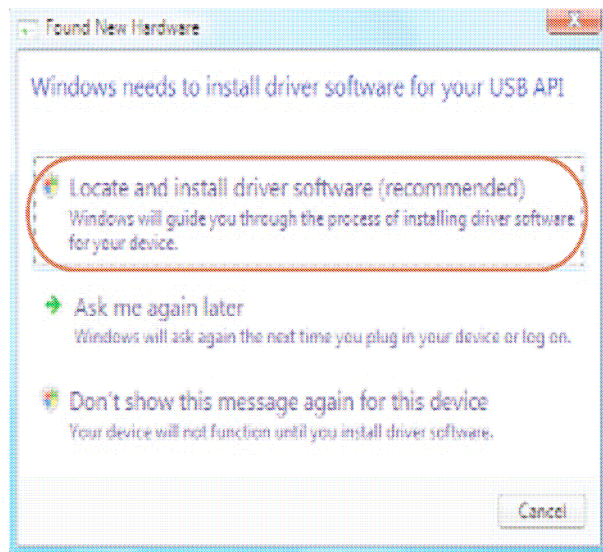 Found New Hardware
Windows needs to install driver software for your USB API
Locate and install driver software (recommended)
Windows will guide you through the process of installing driver software
for your device.
Ask me again later
Windows will ask again the next time you plug in your device or log on.
Don't show this message again for this device
Your device will not function until you install driver software.
Cancel